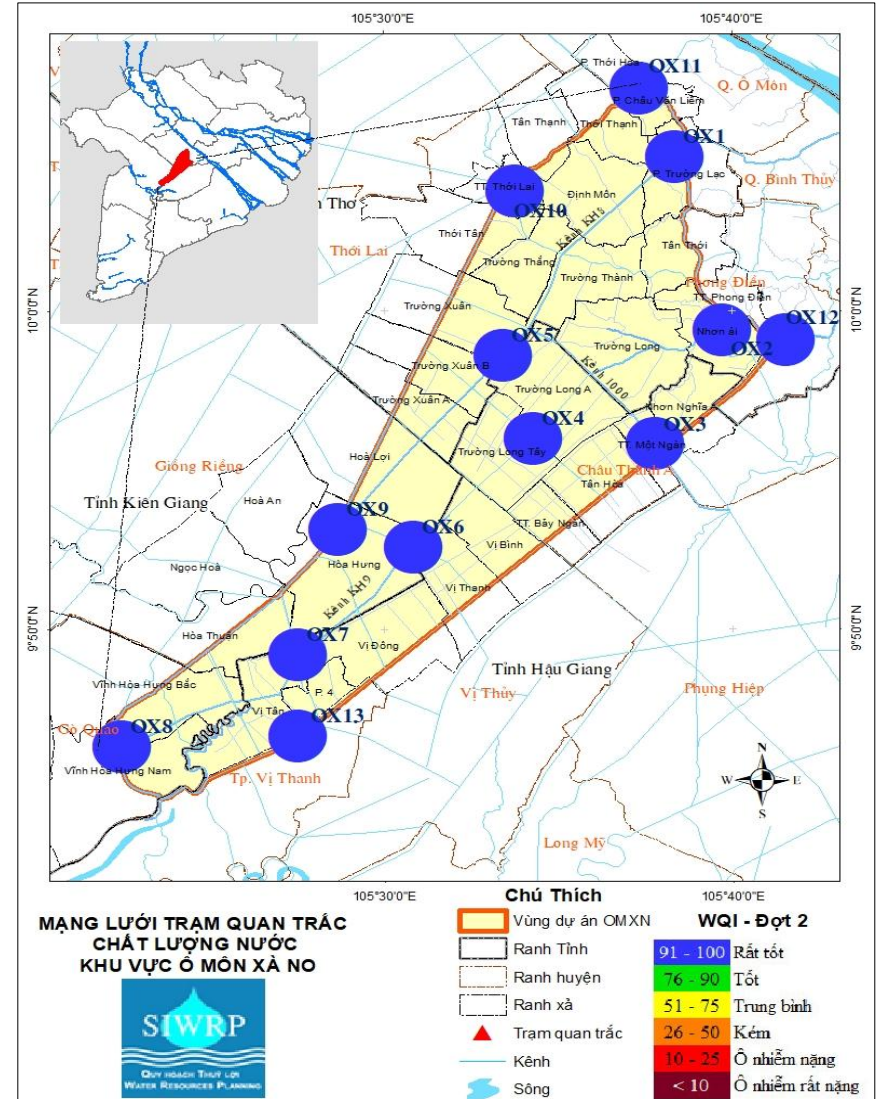 105°30'0"E
105°40'0"E
P. Thới Hòa
OX11
P. Châu Văn Liêm
Q. Ô Môn
Tân Thạnh
Thới Thạnh
OX1
P. Trường Lạc
Q. Bình Thủy
TT. Thới Lai
OX10
Định Môn
Thơ
Thới Tân
Thới Lai
Kênh KH5
Tân Thới
Trường Thắng
Trường Thành
Phong Điền
TT. Phong Điền
Trường Xuân
10°0'0"N
10°0'0"N
OX12
Nhơn ái
OX2
OX5
Trường Long
Trường Xuân B
Kênh 1000
Trường Long A
Trường Xuân A
Nhơn Nghĩa A
OX4
OX3
TT. Một Ngàn
Trường Long Tây
Hoà Lợi
Giồng Riềng
Châu Thành A
Tân Hòa
Hoà An
Tỉnh Kiên Giang
OX9
TT. Bảy Ngàn
OX6
Vị Bình
Hòa Hưng
Ngọc Hoà
Kênh KH9
Vị Thanh
9°50'0"N
9°50'0"N
Hòa Thuận
OX7
Vị Đông
Tỉnh Hậu Giang
Vĩnh Hòa Hưng Bắc
P. 4
Vị Thủy
Phụng Hiệp
Vị Tân
OX13
Gò Quao
OX8
Vĩnh Hòa Hưng Nam
Tp. Vị Thanh
N
W
E
S
Long Mỹ
105°30'0"E
105°40'0"E
MẠNG LƯỚI TRẠM QUAN TRẮC
CHẤT LƯỢNG NƯỚC
KHU VỰC Ô MÔN XÀ NO
SIWRP
QUY HOẠCH THUỶ LỢI
WATER RESOURCES PLANNING
Chú Thích
Vùng dự án OMXN
Ranh Tỉnh
Ranh huyện
Ranh xả
Trạm quan trắc
Kênh
Sông
WQI - Đợt 2
91 - 100 Rất tốt
76 - 90 Tốt
51 - 75 Trung bình
26 - 50 Kém
10 - 25 Ô nhiễm nặng
< 10 Ô nhiễm rất nặng